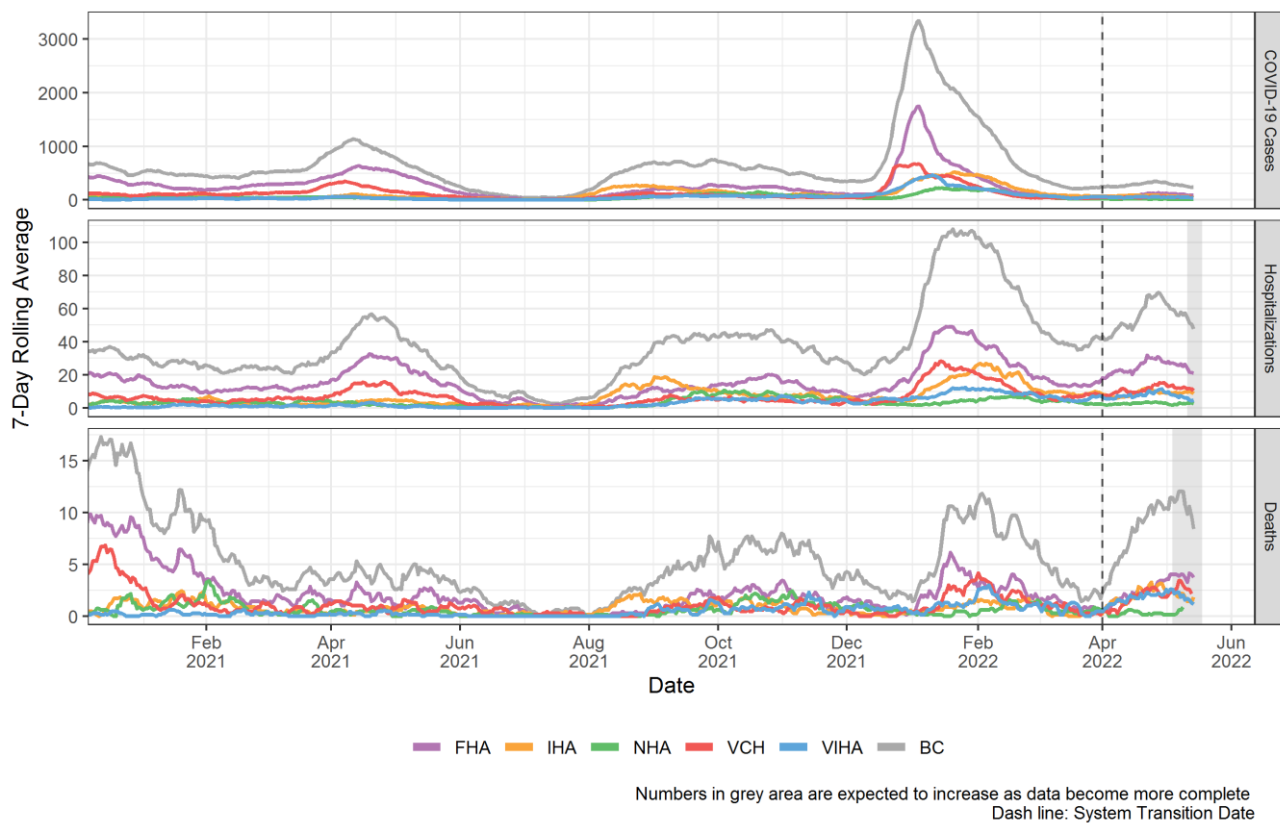 3000
2000
1000
0
COVID-19 Cases
100
80
60
40
20
0
Hospitalizations
15
10
5
0
Deaths
7-Day Rolling Average
Feb
2021
Apr
2021
Jun
2021
Aug
2021
Oct
2021
Dec
2021
Feb
2022
Apr
2022
Jun
2022
Date
FHA IHA NHA VCH VIHA BC
Numbers in grey area are expected to increase as data become more complete
Dash line: System Transition Date